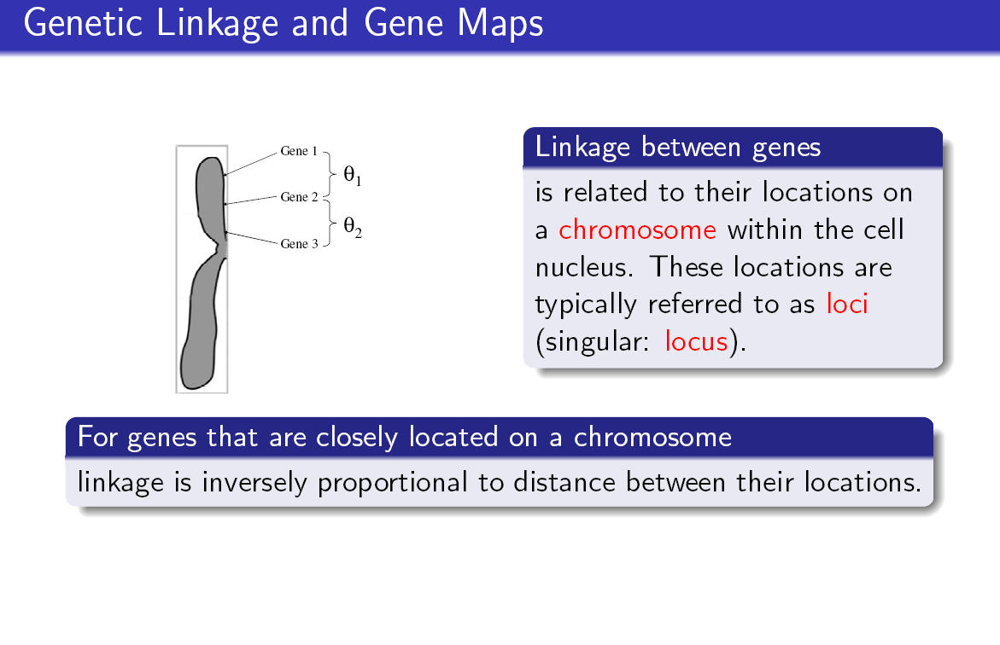 Genetic Linkage and Gene Maps
Gene 1
θ1
Gene 2
θ2
Gene 3
Linkage between genes
is related to their locations on
a chromosome within the cell
nucleus. These locations are
typically referred to as loci
(singular: locus).
For genes that are closely located on a chromosome
linkage is inversely proportional to distance between their locations.